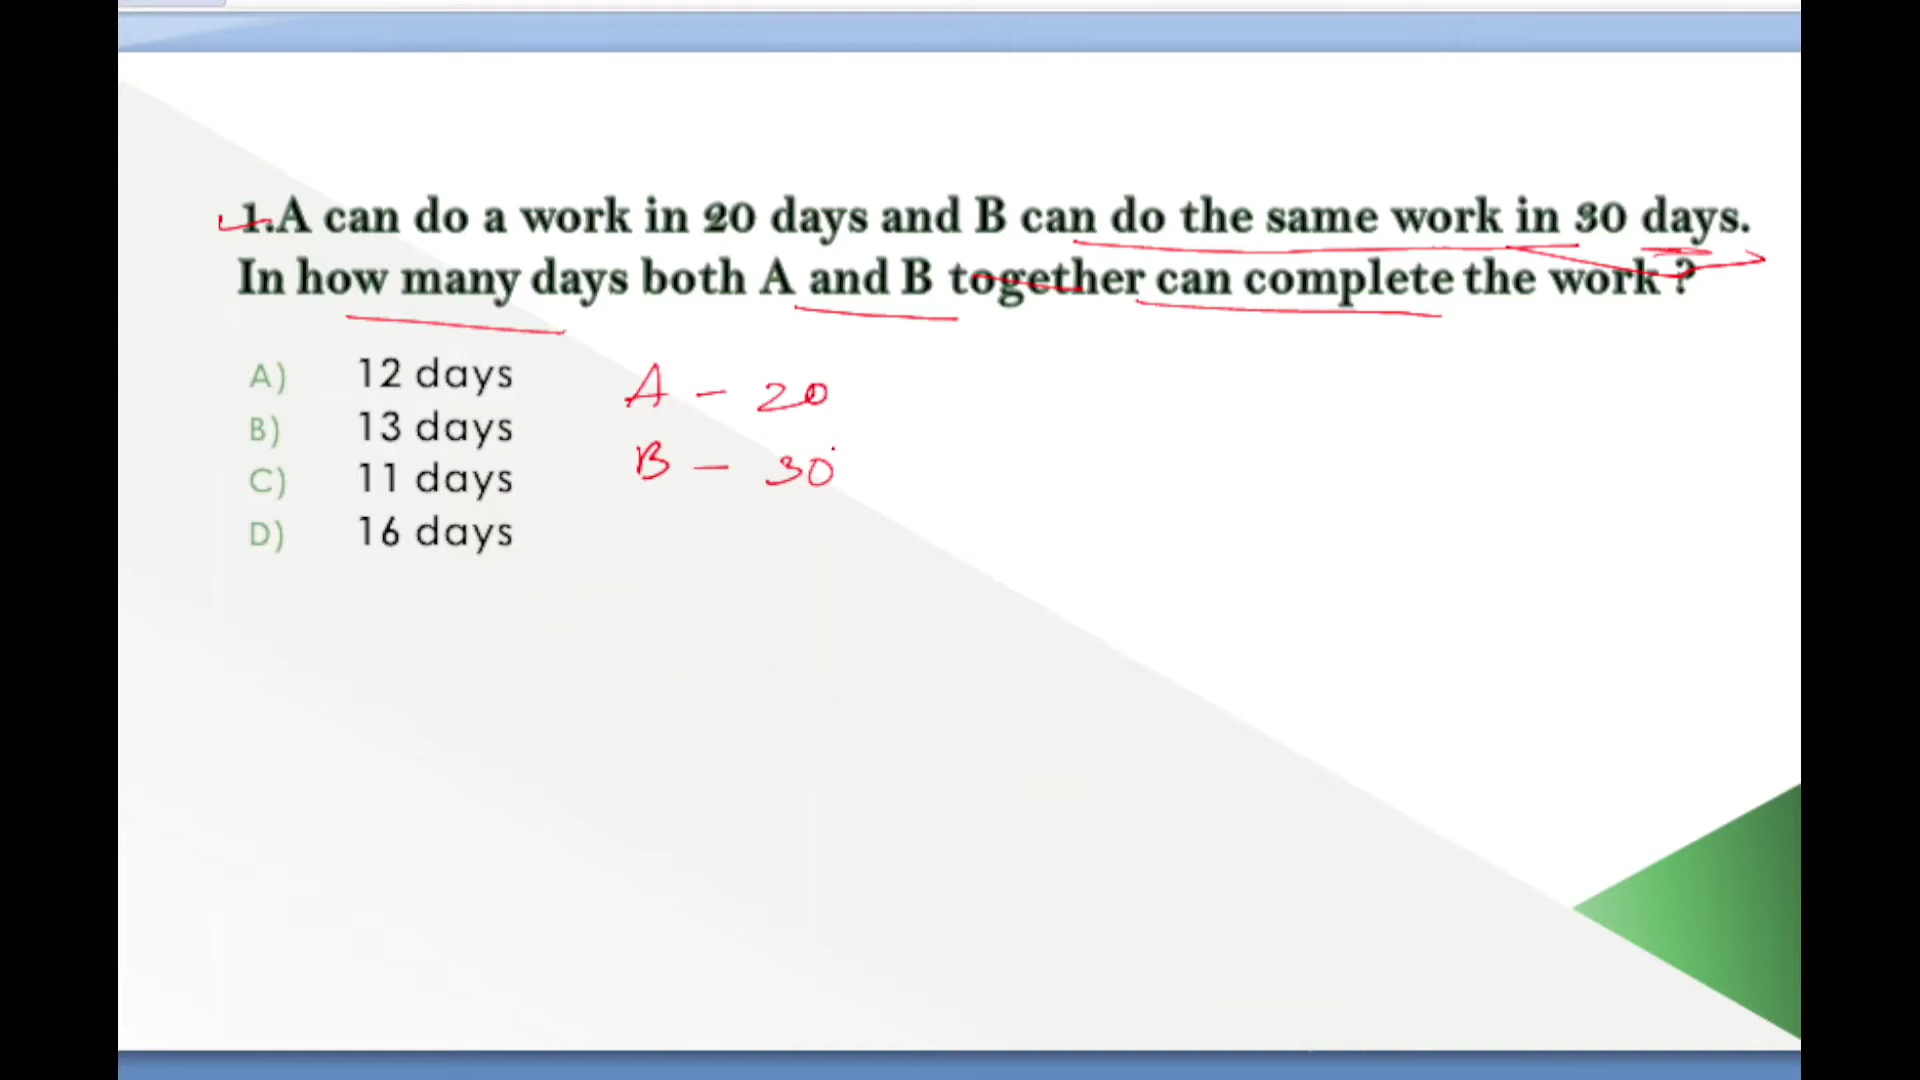 1.A can do a work in 20 days and B can do the same work in 30 days.
In how many days both A and B together can complete the work ?
A) 12 days
B) 13 days
C) 11 days
D) 16 days
A - 20
B - 30